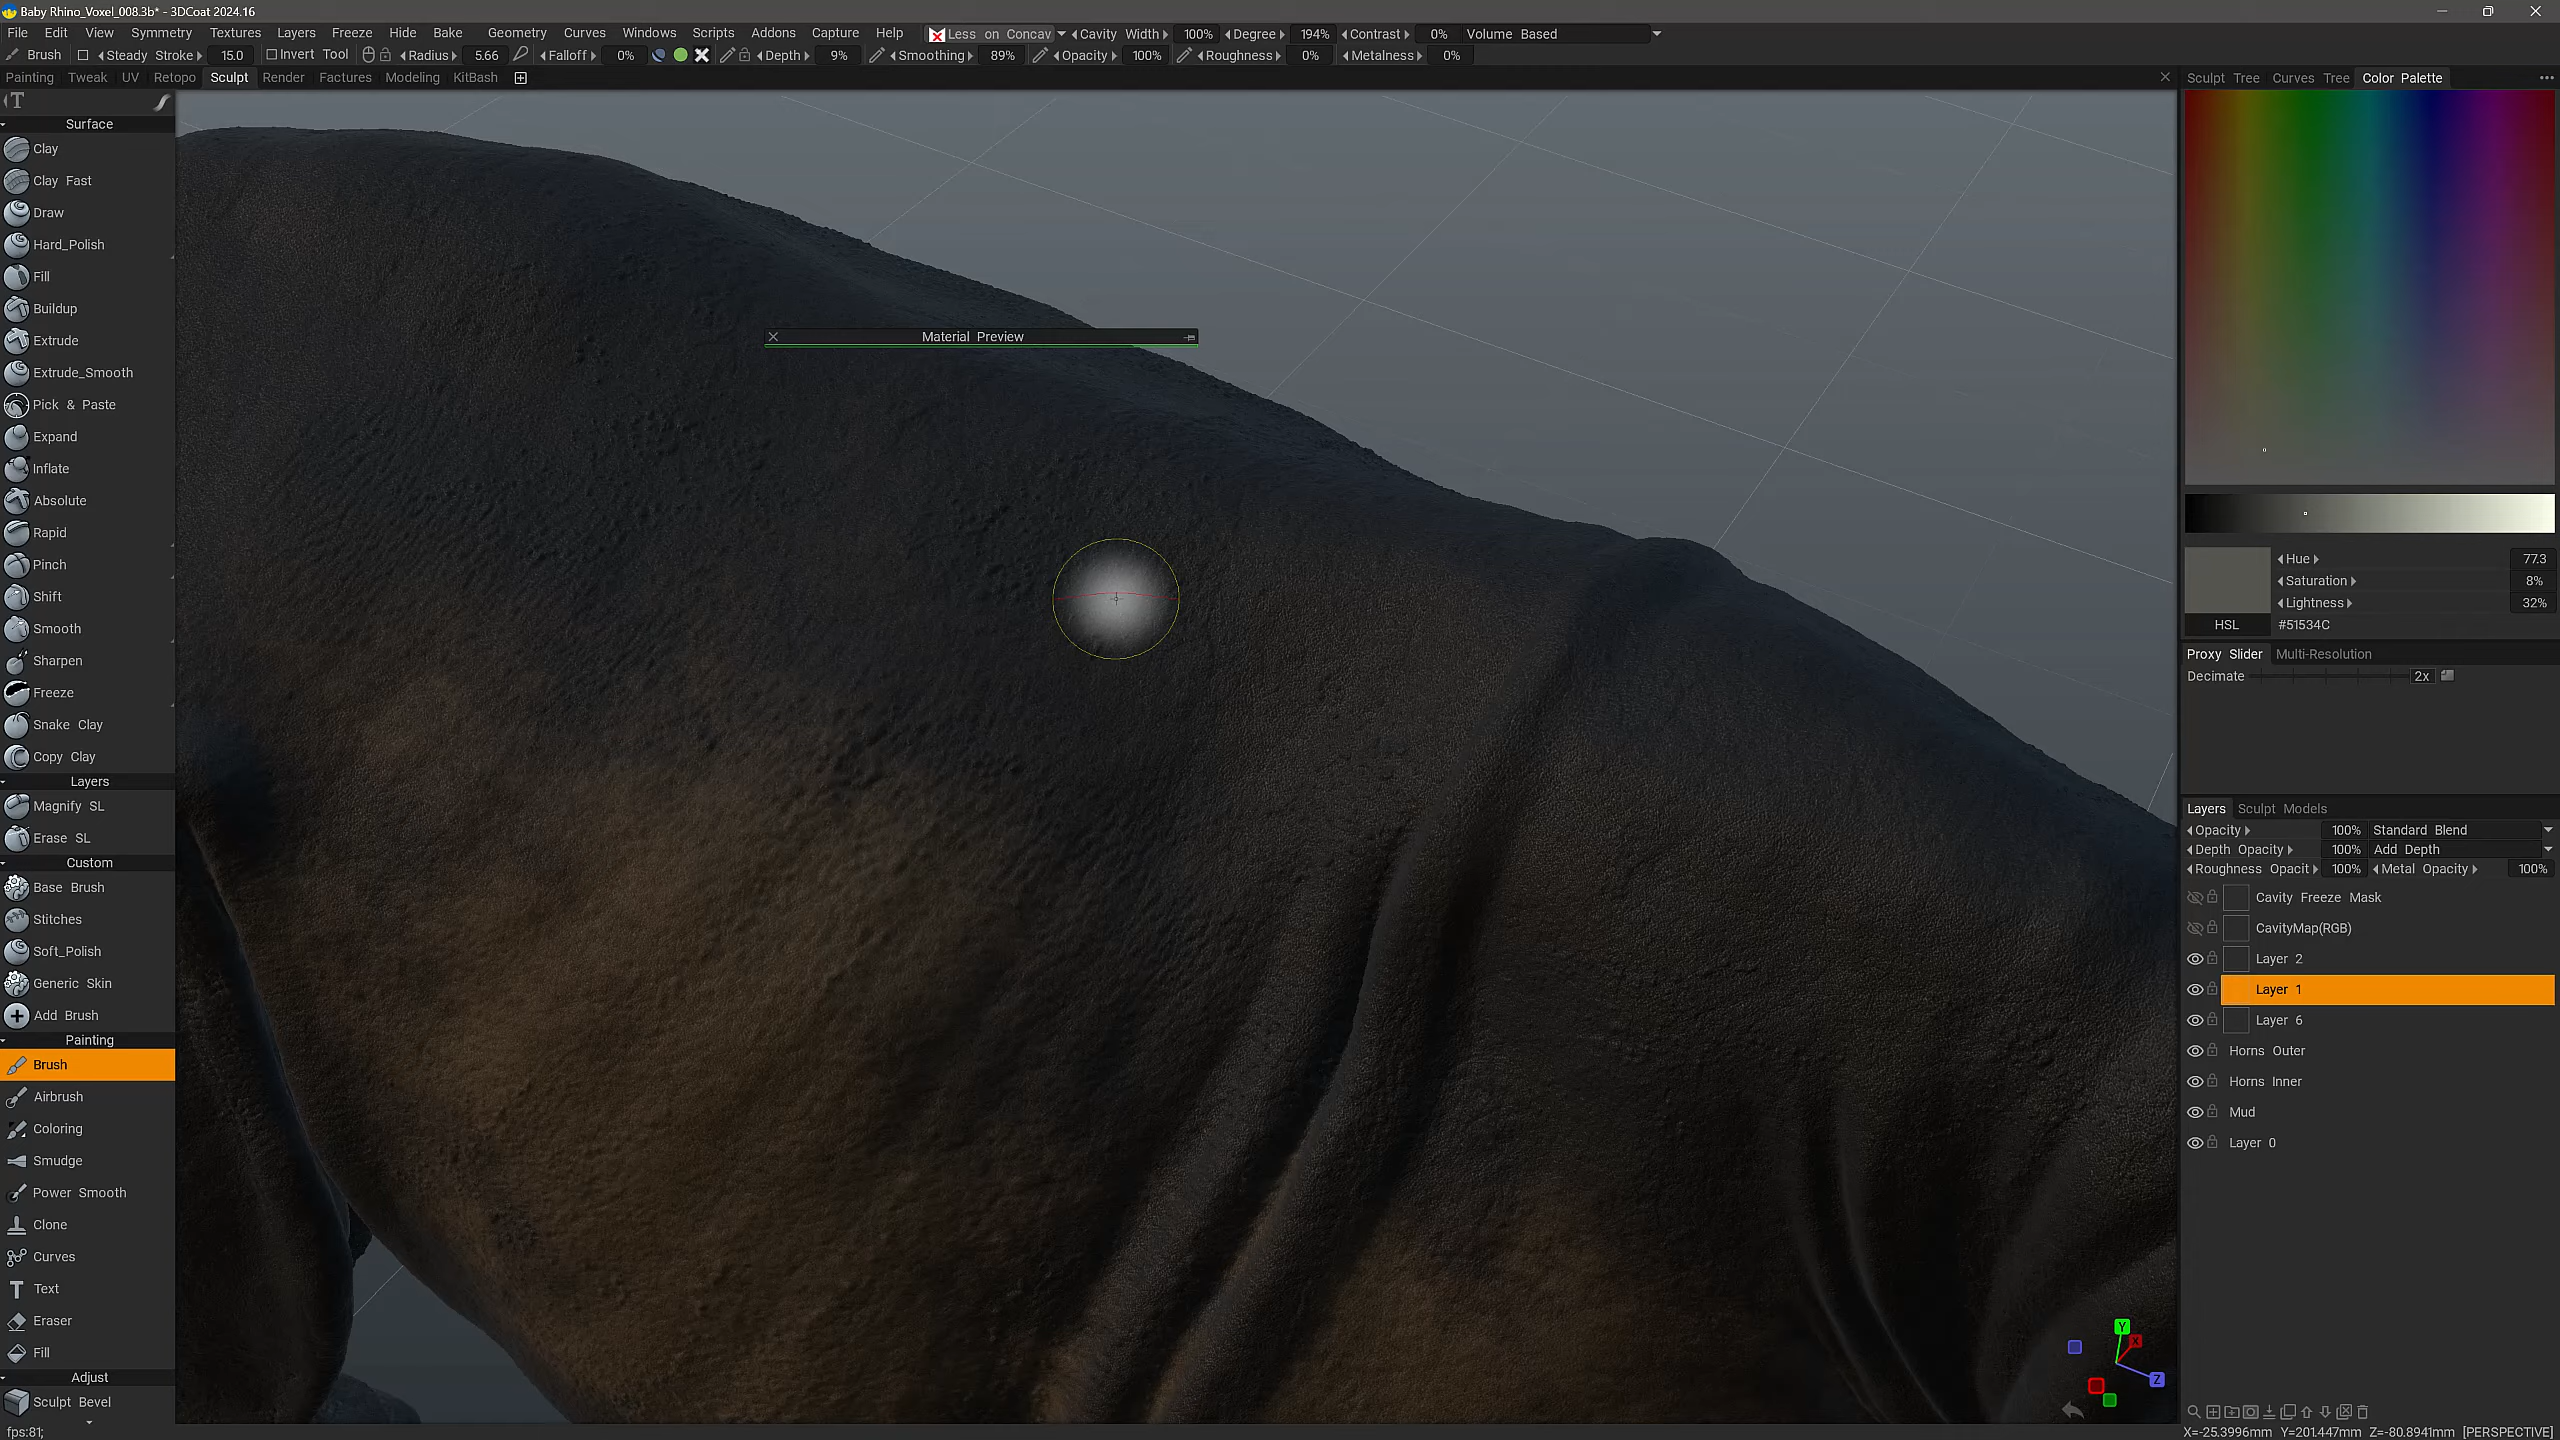 Baby Rhino_Voxel_008.3b* - 3DCoat 2024.16
File Edit View Symmetry Textures Layers Freeze Hide Bake Geometry Curves Windows Scripts Addons Capture Help Less on Concav Cavity Width 100% Degree 194% Contrast 0% Volume Based
Brush Steady Stroke 15.0 Invert Tool Radius 5.66 Falloff 0% Depth 9% Smoothing 89% Opacity 100% Roughness 0% Metalness 0%
Painting Tweak UV Retopo Sculpt Render Factures Modeling KitBash
Sculpt Tree Curves Tree Color Palette
T
Surface
Clay
Clay Fast
Draw
Hard_Polish
Fill
Buildup
Extrude
Extrude_Smooth
Pick & Paste
Expand
Inflate
Absolute
Rapid
Pinch
Shift
Smooth
Sharpen
Freeze
Snake Clay
Copy Clay
Layers
Magnify SL
Erase SL
Custom
Base Brush
Stitches
Soft_Polish
Generic Skin
Add Brush
Painting
Brush
Airbrush
Coloring
Smudge
Power Smooth
Clone
Curves
Text
Eraser
Fill
Adjust
Sculpt Bevel
fps:81;
Material Preview
Hue 77.3
Saturation 8%
Lightness 32%
HSL #51534C
Proxy Slider Multi-Resolution
Decimate 2x
Layers Sculpt Models
Opacity 100% Standard Blend
Depth Opacity 100% Add Depth
Roughness Opacit 100% Metal Opacity 100%
Cavity Freeze Mask
CavityMap(RGB)
Layer 2
Layer 1
Layer 6
Horns Outer
Horns Inner
Mud
Layer 0
Y
X
Z
X=-25.3996mm Y=201.447mm Z=-80.8941mm [PERSPECTIVE]